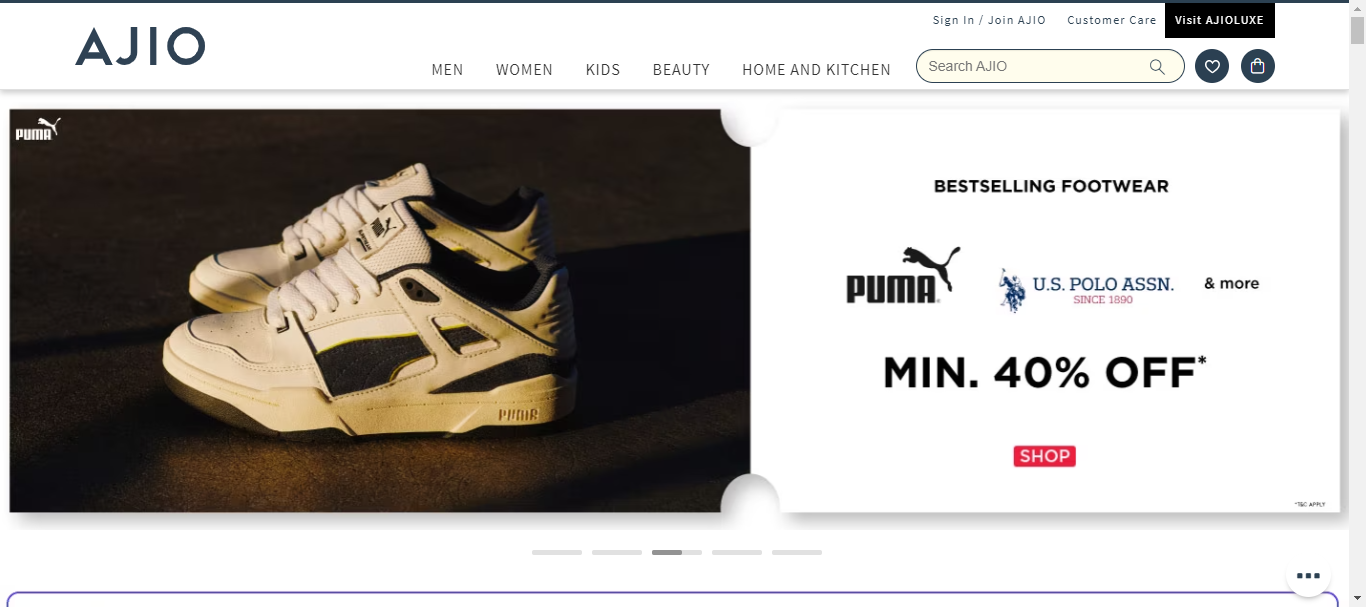 Sign In / Join AJIO
Customer Care
Visit AJIOLUXE
AJIO
MEN
WOMEN
KIDS
BEAUTY
HOME AND KITCHEN
Search AJIO
PUMA
PUMA
BESTSELLING FOOTWEAR
PUMA
U.S. POLO ASSN.
SINCE 1890
& more
MIN. 40% OFF*
SHOP
*T&C APPLY